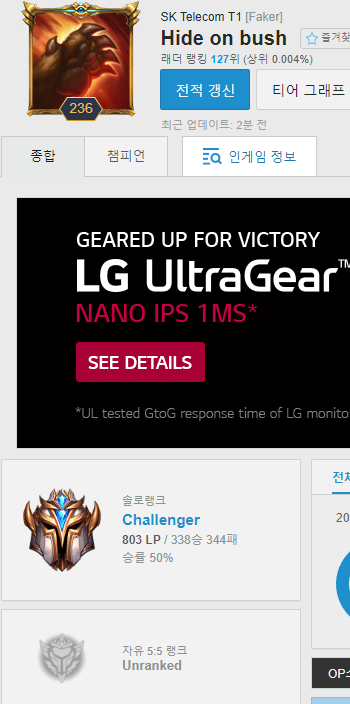 SK Telecom T1 [Faker]
Hide on bush
즐겨찾
래더 랭킹 127위 (상위 0.004%)
236
전적 갱신
티어 그래프
최근 업데이트: 2분 전
종합
챔피언
인게임 정보
GEARED UP FOR VICTORY
LG UltraGear™
NANO IPS 1MS*
SEE DETAILS
*UL tested GtoG response time of LG monito
솔로랭크
Challenger
803 LP / 338승 344패
승률 50%
전체
20
자유 5:5 랭크
Unranked